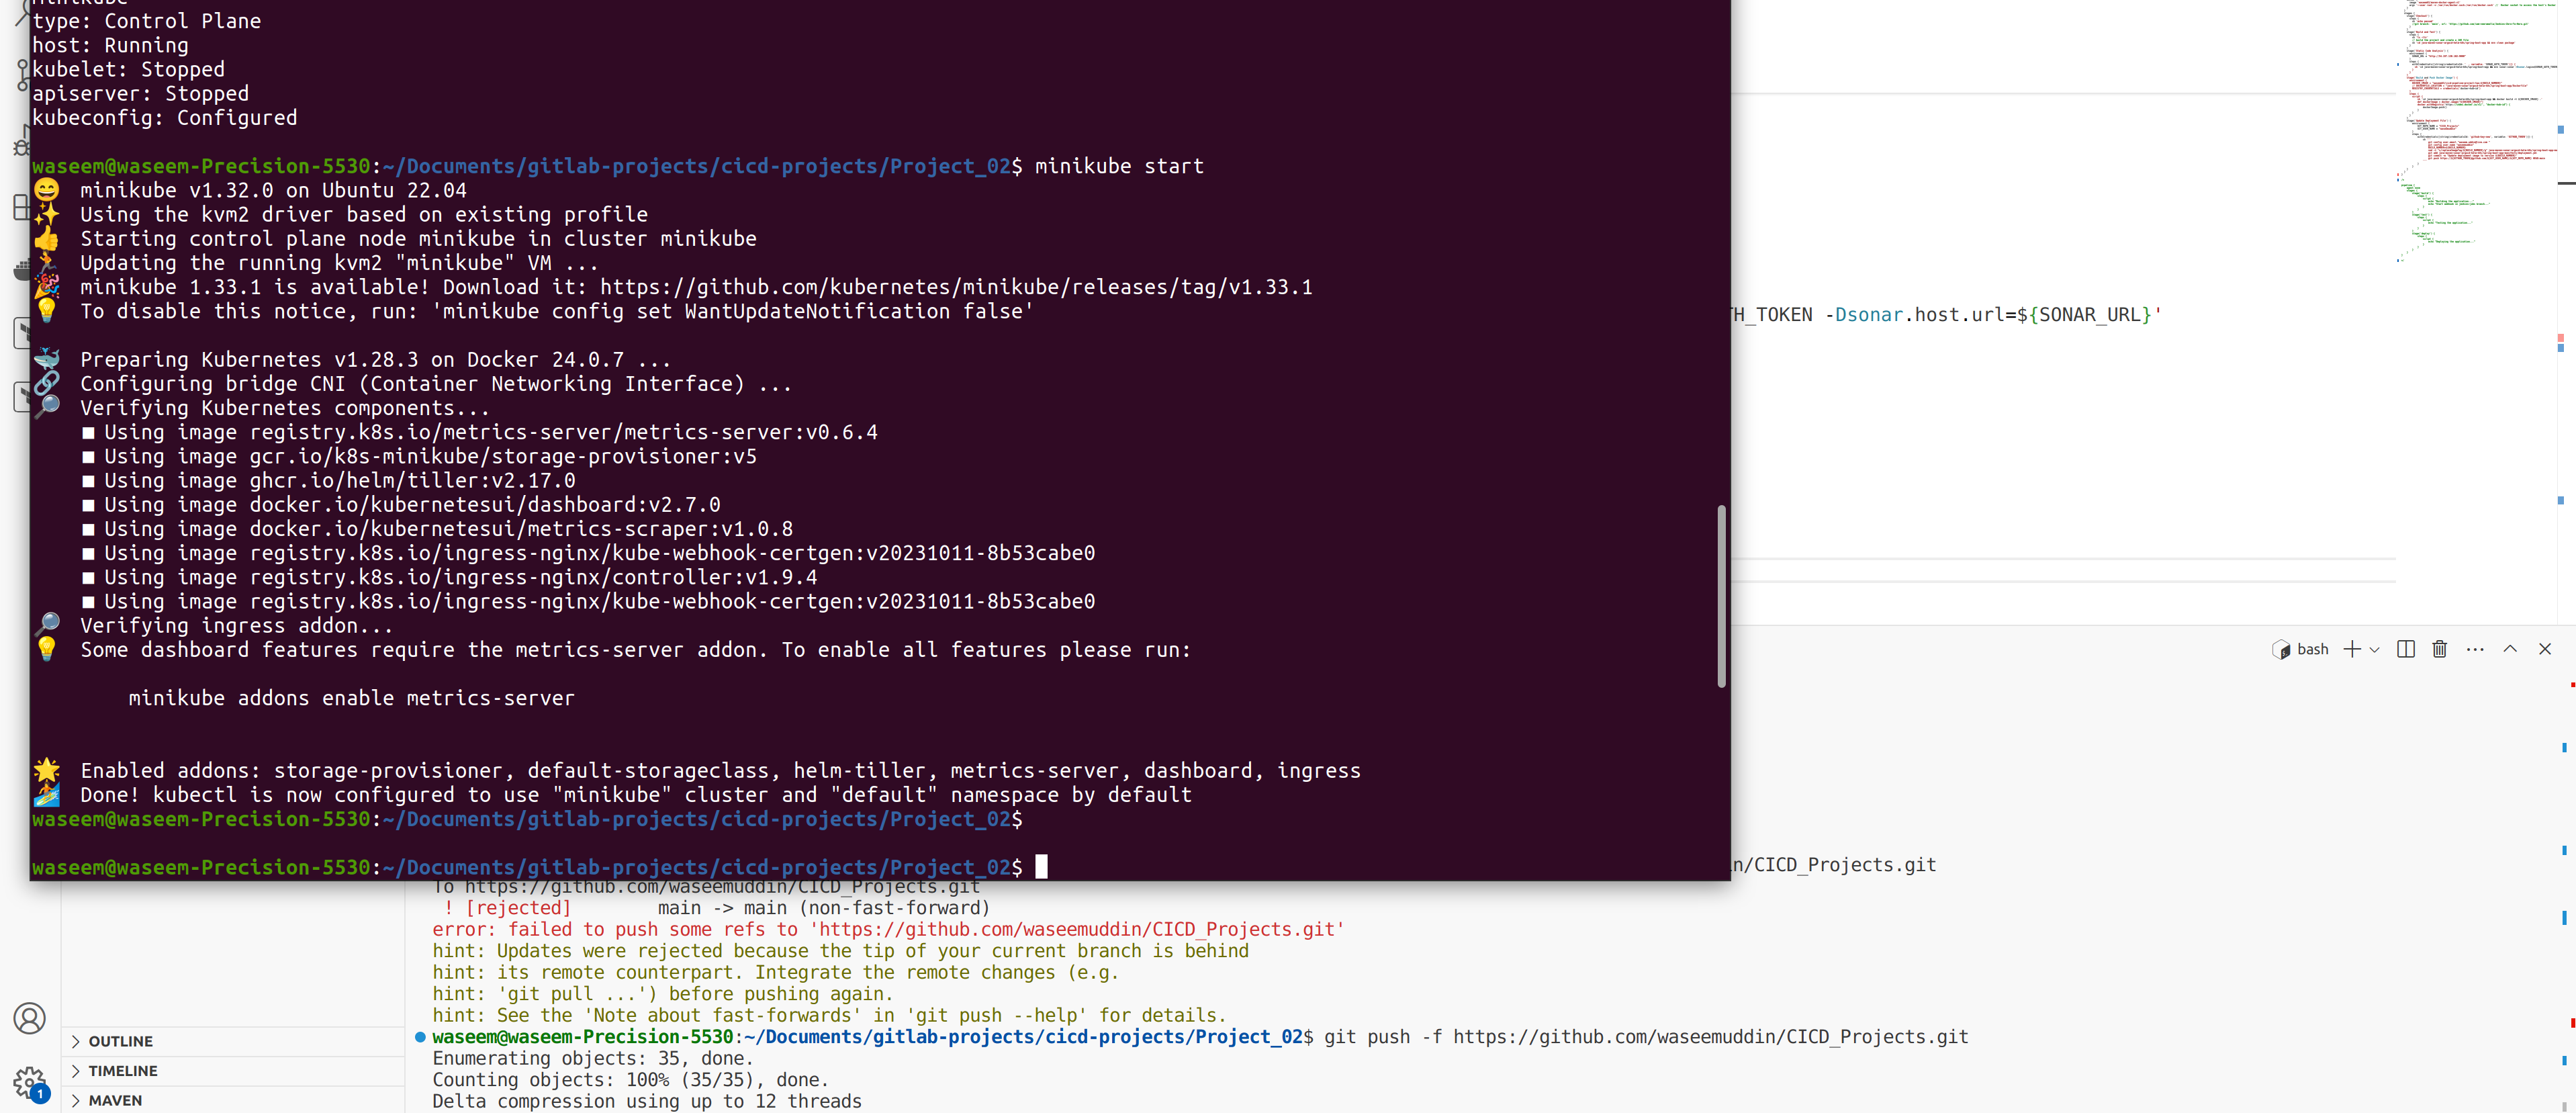 minikube
type: Control Plane
host: Running
kubelet: Stopped
apiserver: Stopped
kubeconfig: Configured
waseem@waseem-Precision-5530:~/Documents/gitlab-projects/cicd-projects/Project_02$ minikube start
minikube v1.32.0 on Ubuntu 22.04
Using the kvm2 driver based on existing profile
Starting control plane node minikube in cluster minikube
Updating the running kvm2 "minikube" VM ...
minikube 1.33.1 is available! Download it: https://github.com/kubernetes/minikube/releases/tag/v1.33.1
To disable this notice, run: 'minikube config set WantUpdateNotification false'
Preparing Kubernetes v1.28.3 on Docker 24.0.7 ...
Configuring bridge CNI (Container Networking Interface) ...
Verifying Kubernetes components...
■ Using image registry.k8s.io/metrics-server/metrics-server:v0.6.4
■ Using image gcr.io/k8s-minikube/storage-provisioner:v5
■ Using image ghcr.io/helm/tiller:v2.17.0
■ Using image docker.io/kubernetesui/dashboard:v2.7.0
■ Using image docker.io/kubernetesui/metrics-scraper:v1.0.8
■ Using image registry.k8s.io/ingress-nginx/kube-webhook-certgen:v20231011-8b53cabe0
■ Using image registry.k8s.io/ingress-nginx/controller:v1.9.4
■ Using image registry.k8s.io/ingress-nginx/kube-webhook-certgen:v20231011-8b53cabe0
Verifying ingress addon...
Some dashboard features require the metrics-server addon. To enable all features please run:
minikube addons enable metrics-server
Enabled addons: storage-provisioner, default-storageclass, helm-tiller, metrics-server, dashboard, ingress
Done! kubectl is now configured to use "minikube" cluster and "default" namespace by default
waseem@waseem-Precision-5530:~/Documents/gitlab-projects/cicd-projects/Project_02$
waseem@waseem-Precision-5530:~/Documents/gitlab-projects/cicd-projects/Project_02$
TH_TOKEN -Dsonar.host.url=${SONAR_URL}'
bash
n/CICD_Projects.git
To https://github.com/waseemuddin/CICD_Projects.git
! [rejected]        main -> main (non-fast-forward)
error: failed to push some refs to 'https://github.com/waseemuddin/CICD_Projects.git'
hint: Updates were rejected because the tip of your current branch is behind
hint: its remote counterpart. Integrate the remote changes (e.g.
hint: 'git pull ...') before pushing again.
hint: See the 'Note about fast-forwards' in 'git push --help' for details.
waseem@waseem-Precision-5530:~/Documents/gitlab-projects/cicd-projects/Project_02$ git push -f https://github.com/waseemuddin/CICD_Projects.git
Enumerating objects: 35, done.
Counting objects: 100% (35/35), done.
Delta compression using up to 12 threads
OUTLINE
TIMELINE
MAVEN
1